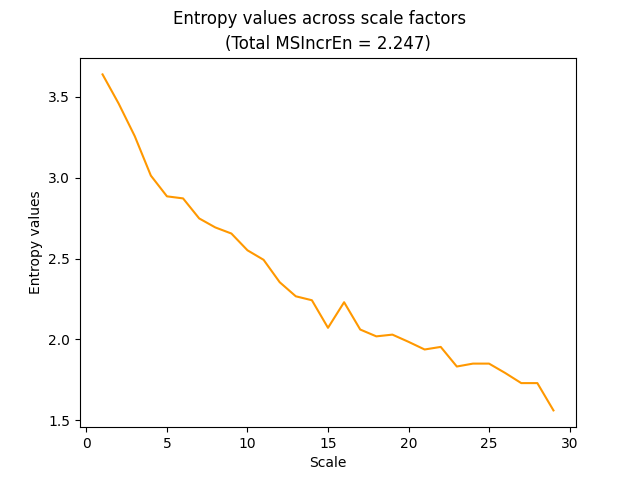 Entropy values across scale factors
(Total MSIncrEn = 2.247)
Entropy values
3.5
3.0
2.5
2.0
1.5
0 5 10 15 20 25 30
Scale